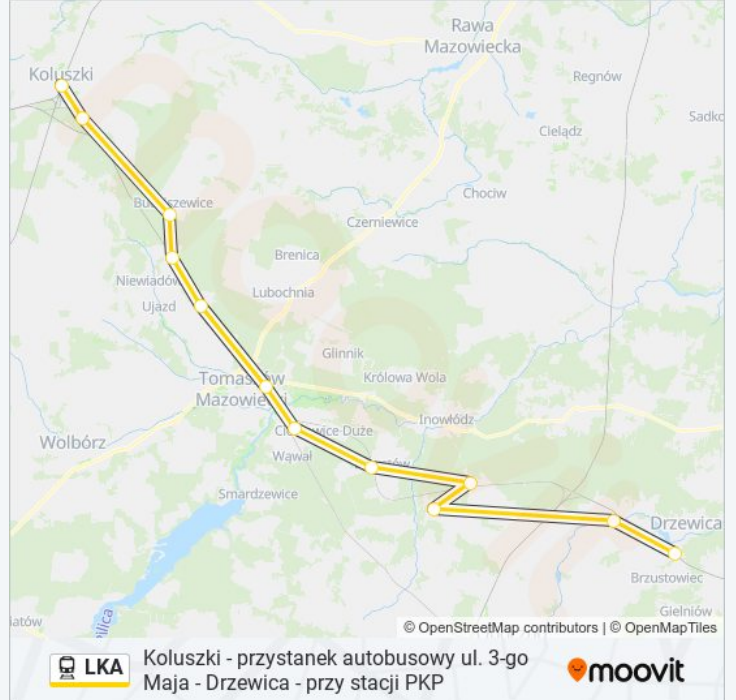 Rawa
Mazowiecka
Koluszki
Regnów
Cielądz
Chociw
Czerniewice
Brenica
Niewiadów
Ujazd
Lubochnia
Glinnik
Królowa Wola
Mazowiecki
Inowłódz
Wolbórz
Wąwał
Smardzewice
Drzewica
Brzustowiec
Gielniów
© OpenStreetMap contributors | © OpenMapTiles
LKA
Koluszki - przystanek autobusowy ul. 3-go
Maja - Drzewica - przy stacji PKP
moovit